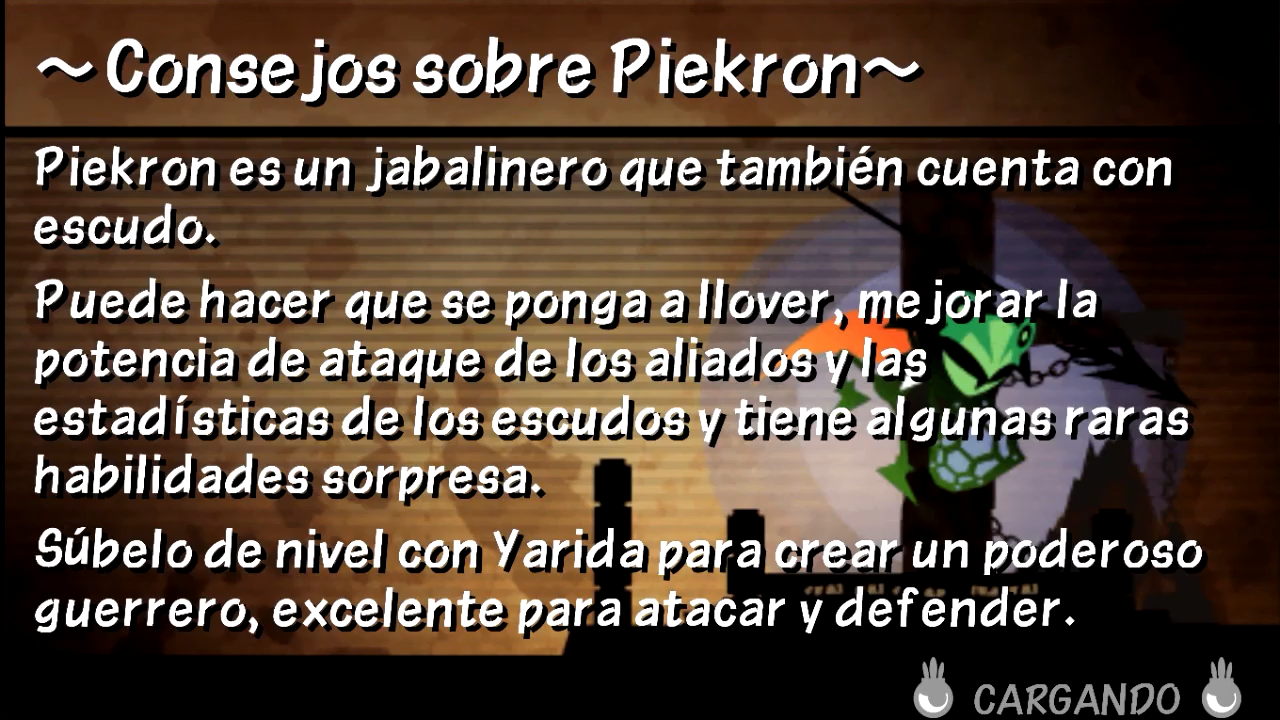 ～Consejos sobre Piekron～
Piekron es un jabalinero que también cuenta con
escudo.
Puede hacer que se ponga a llover, mejorar la
potencia de ataque de los aliados y las
estadísticas de los escudos y tiene algunas raras
habilidades sorpresa.
Súbelo de nivel con Yarida para crear un poderoso
guerrero, excelente para atacar y defender.
CARGANDO